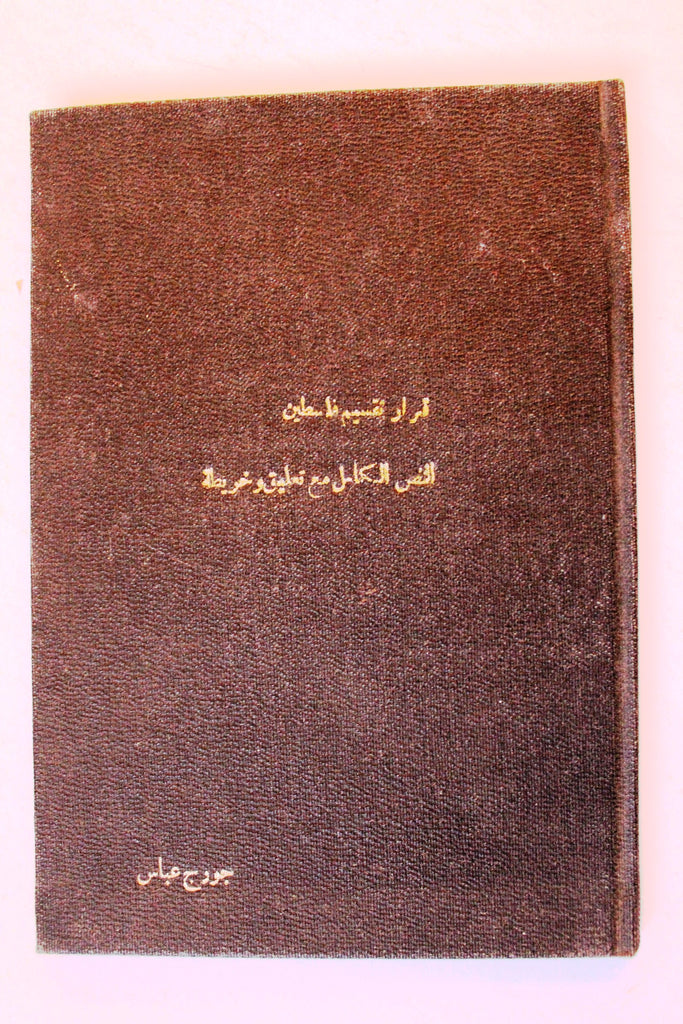 قرار تقسيم فلسطين
النص الكامل مع تعليق وخريطة
جورج عباس